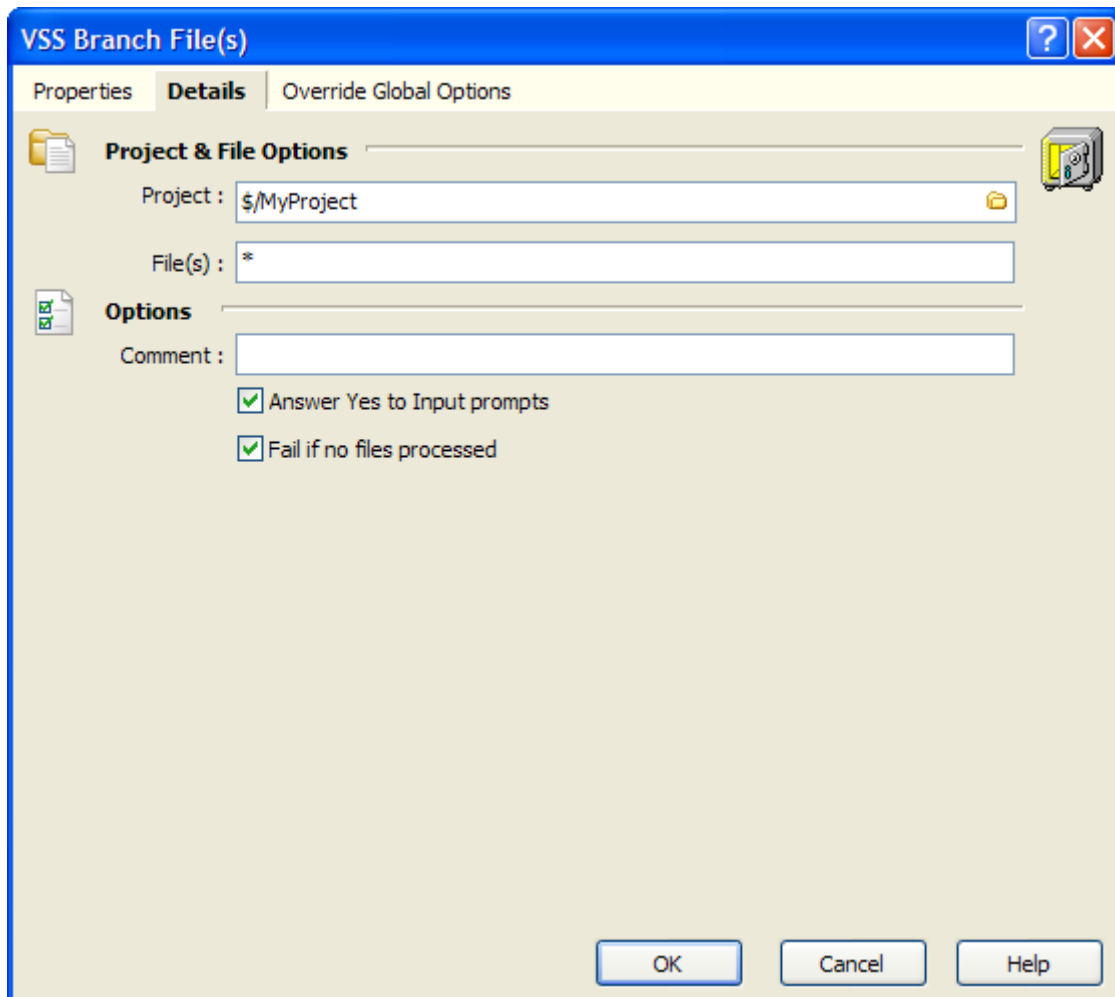 VSS Branch File(s)
Properties Details Override Global Options
Project & File Options
Project : $/MyProject
File(s) : *
Options
Comment :
Answer Yes to Input prompts
Fail if no files processed
OK Cancel Help